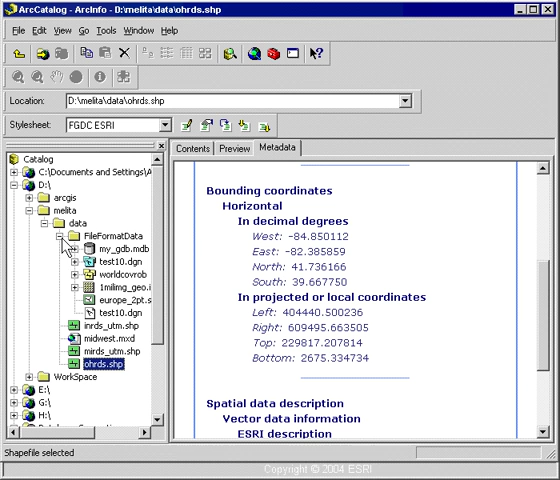 ArcCatalog - ArcInfo - D:\melita\data\ohrds.shp
File Edit View Go Tools Window Help
Location: D:\melita\data\ohrds.shp
Stylesheet: FGDC ESRI
Contents Preview Metadata
Catalog
C:\Documents and Settings\A
D:\
arcgis
melita
data
FileFormatData
my_gdb.mdb
test10.dgn
worldcovrob
1milimg_geo.i
europe_2pt.s
test10.dgn
inrds_utm.shp
midwest.mxd
mirds_utm.shp
ohrds.shp
WorkSpace
E:\
G:\
H:\
Bounding coordinates
Horizontal
In decimal degrees
West: -84.850112
East: -82.385859
North: 41.736166
South: 39.667750
In projected or local coordinates
Left: 404440.500236
Right: 609495.663505
Top: 229817.207814
Bottom: 2675.334734
Spatial data description
Vector data information
ESRI description
Shapefile selected
Copyright © 2004 ESRI